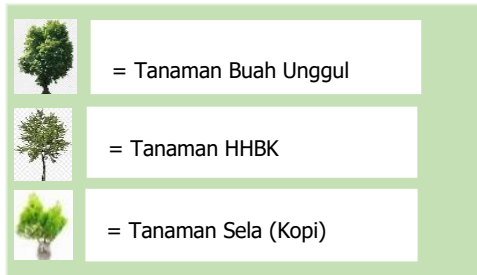 = Tanaman Buah Unggul
= Tanaman HHBK
= Tanaman Sela (Kopi)